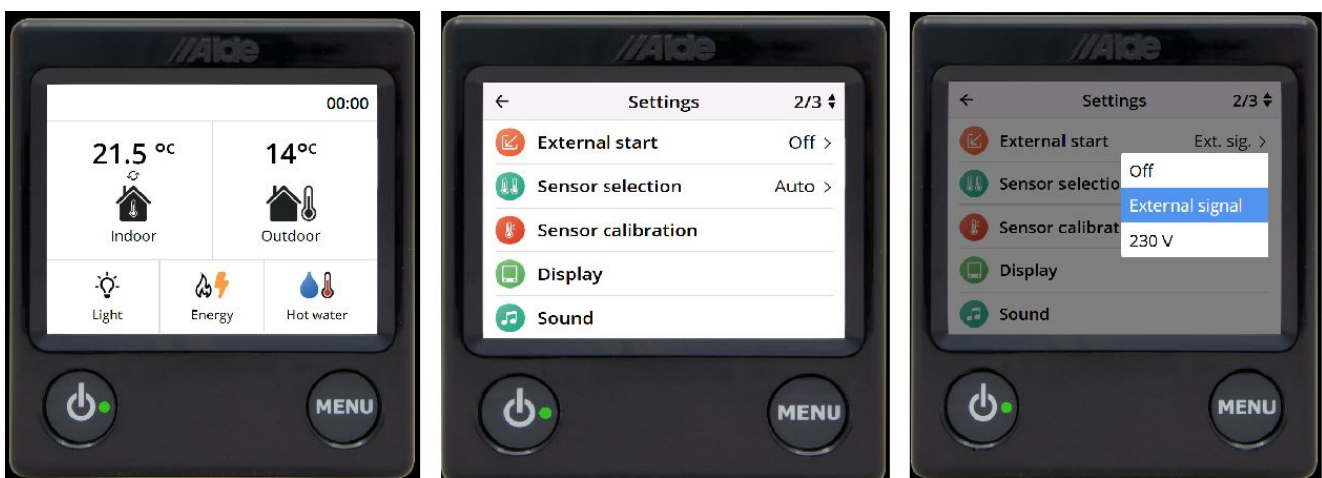 Alde
00:00
21.5 °C
14°C
Indoor
Outdoor
Light
Energy
Hot water
MENU
Alde
Settings
2/3
External start
Off >
Sensor selection
Auto >
Sensor calibration
Display
Sound
MENU
Alde
Settings
2/3
External start
Ext. sig. >
Sensor selectio
Off
External signal
Sensor calibrat
230 V
Display
Sound
MENU